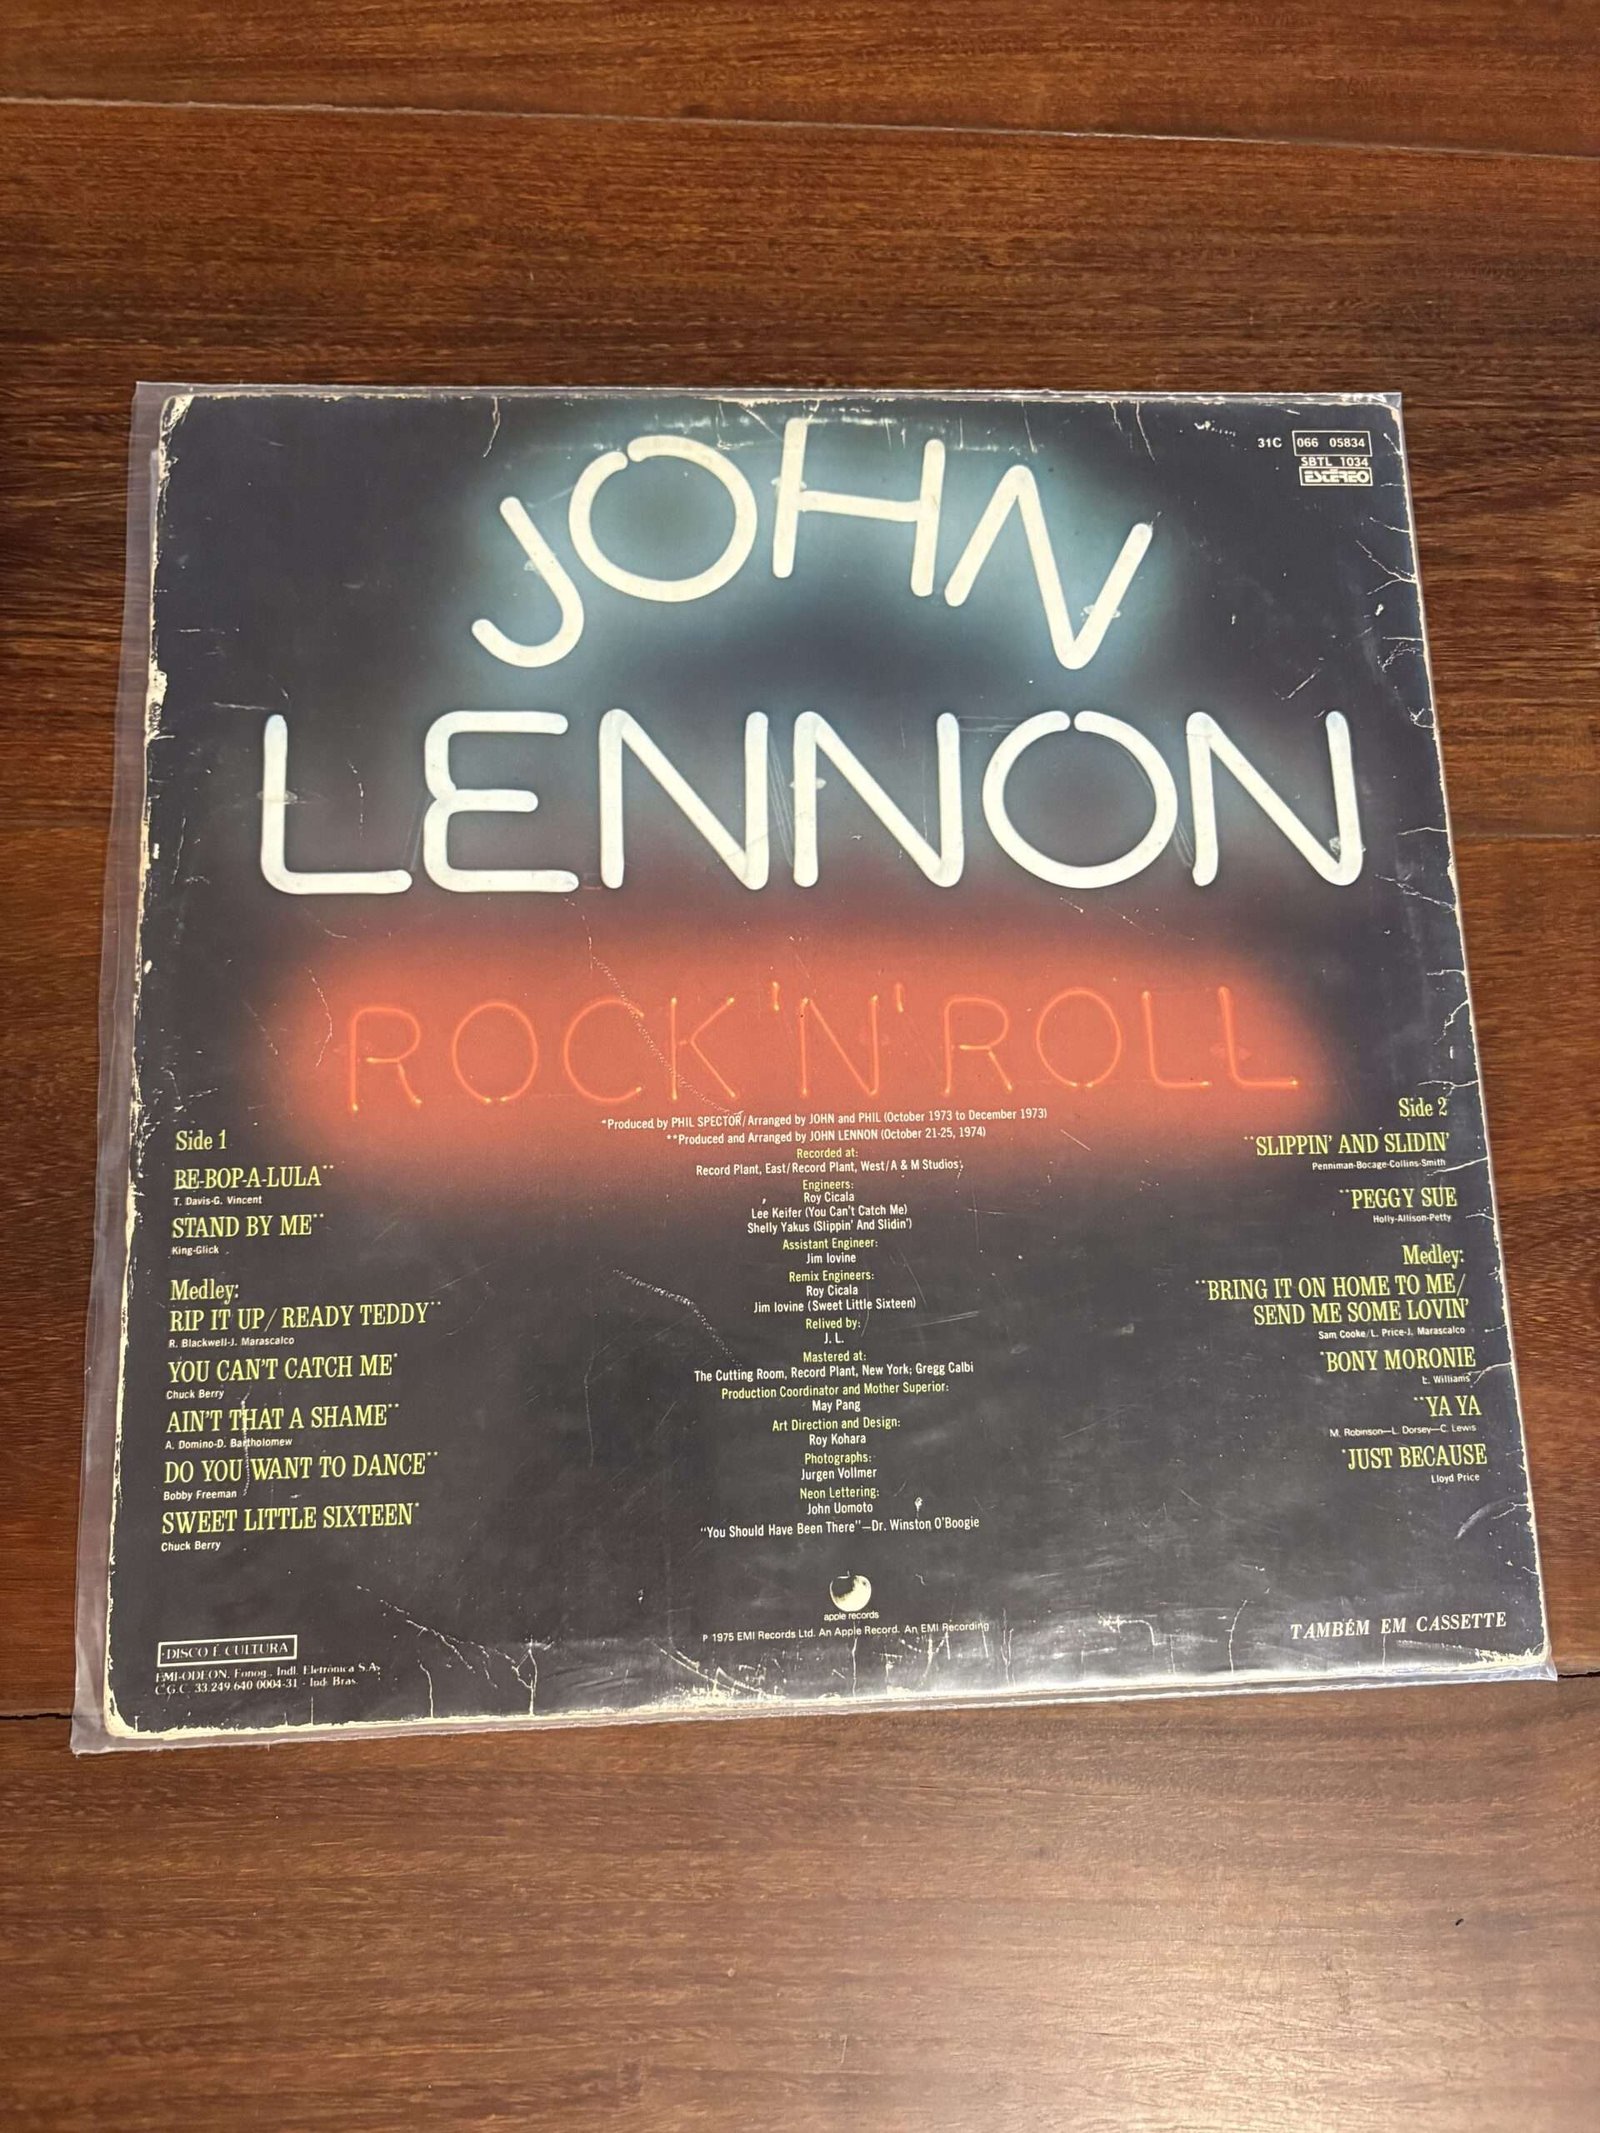 31C 066 05834
SBTL 1034
ESTÉREO
JOHN
LENNON
ROCK 'N' ROLL
*Produced by PHIL SPECTOR/Arranged by JOHN and PHIL (October 1973 to December 1973)
**Produced and Arranged by JOHN LENNON (October 21-25, 1974)
Side 1
BE-BOP-A-LULA**
T. Davis-G. Vincent
STAND BY ME**
King-Glick
Medley:
RIP IT UP/ READY TEDDY**
R. Blackwell-J. Marascalco
YOU CAN'T CATCH ME*
Chuck Berry
AIN'T THAT A SHAME**
A. Domino-D. Bartholomew
DO YOU WANT TO DANCE**
Bobby Freeman
SWEET LITTLE SIXTEEN*
Chuck Berry
Recorded at:
Record Plant, East/Record Plant, West/A & M Studios.
Engineers:
Roy Cicala
Lee Keifer (You Can't Catch Me)
Shelly Yakus (Slippin' And Slidin')
Assistant Engineer:
Jim Iovine
Remix Engineers:
Roy Cicala
Jim Iovine (Sweet Little Sixteen)
Relived by:
J. L.
Mastered at:
The Cutting Room, Record Plant, New York: Gregg Calbi
Production Coordinator and Mother Superior:
May Pang
Art Direction and Design:
Roy Kohara
Photographs:
Jurgen Vollmer
Neon Lettering:
John Uomoto
"You Should Have Been There"—Dr. Winston O'Boogie
Side 2
**SLIPPIN' AND SLIDIN'
Penniman-Bocage-Collins-Smith
**PEGGY SUE
Holly-Allison-Petty
Medley:
**BRING IT ON HOME TO ME/
SEND ME SOME LOVIN'
Sam Cooke/L. Price-J. Marascalco
*BONY MORONIE
L. Williams
**YA YA
M. Robinson—L. Dorsey—C. Lewis
*JUST BECAUSE
Lloyd Price
apple records
P 1975 EMI Records Ltd. An Apple Record. An EMI Recording
TAMBÉM EM CASSETTE
DISCO É CULTURA
EMI-ODEON, Fonog., Indl. Eletrônica S.A.
C.G.C. 33.249.640 0004-31 - Ind. Bras.